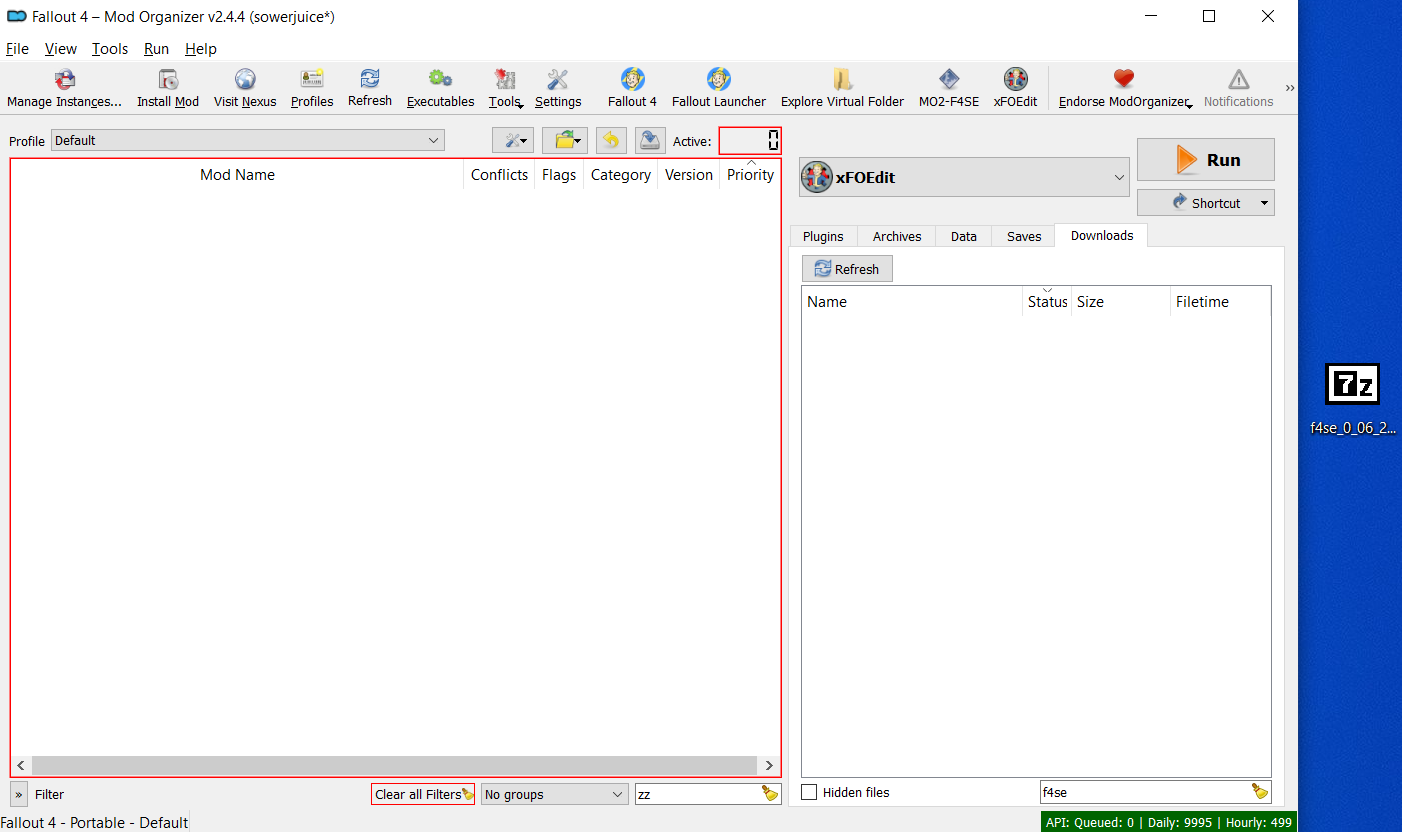 Fallout 4 – Mod Organizer v2.4.4 (sowerjuice*)
File View Tools Run Help
Manage Instances... Install Mod Visit Nexus Profiles Refresh Executables Tools Settings Fallout 4 Fallout Launcher Explore Virtual Folder MO2-F4SE xFOEdit Endorse ModOrganizer Notifications »
Profile Default Active: 0
Mod Name Conflicts Flags Category Version Priority
xFOEdit
Run
Shortcut
Plugins Archives Data Saves Downloads
Refresh
Name Status Size Filetime
7z
f4se_0_06_2...
» Filter Clear all Filters No groups zz
Hidden files f4se
Fallout 4 - Portable - Default
API: Queued: 0 | Daily: 9995 | Hourly: 499